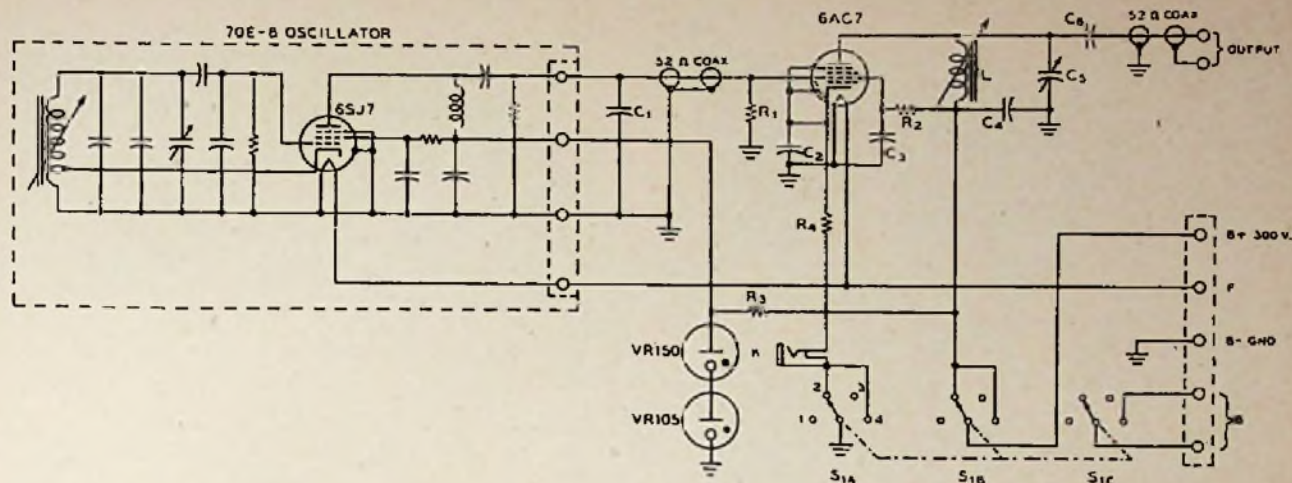 70E-8 OSCILLATOR
6SJ7
52 Ω COAX
C1
R1
6AC7
C2
C3
R2
L
C4
C5
C6
52 Ω COAX
OUTPUT
R4
R3
VR150
VR105
K
1 2 3 4
S1A
S1B
S1C
B+ 300 V.
F
B- GND